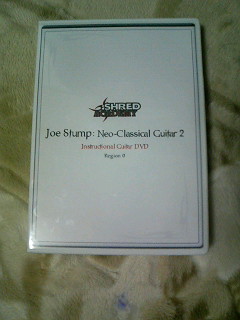 SHRED
ACADEMY
Joe Stump: Neo-Classical Guitar 2
Instructional Guitar DVD
Region 0